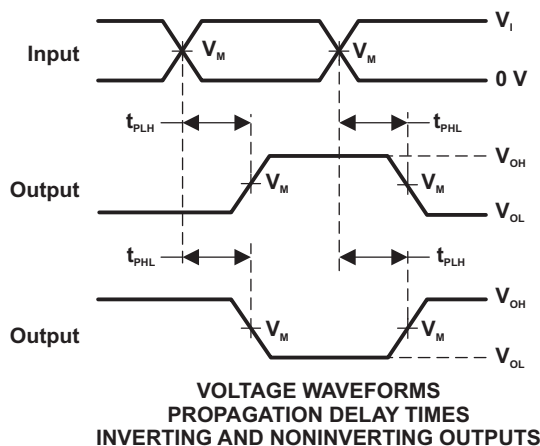 V_I
Input
V_M
V_M
0 V
t_PLH
t_PHL
V_OH
Output
V_M
V_M
V_OL
t_PHL
t_PLH
V_OH
Output
V_M
V_M
V_OL
VOLTAGE WAVEFORMS
PROPAGATION DELAY TIMES
INVERTING AND NONINVERTING OUTPUTS